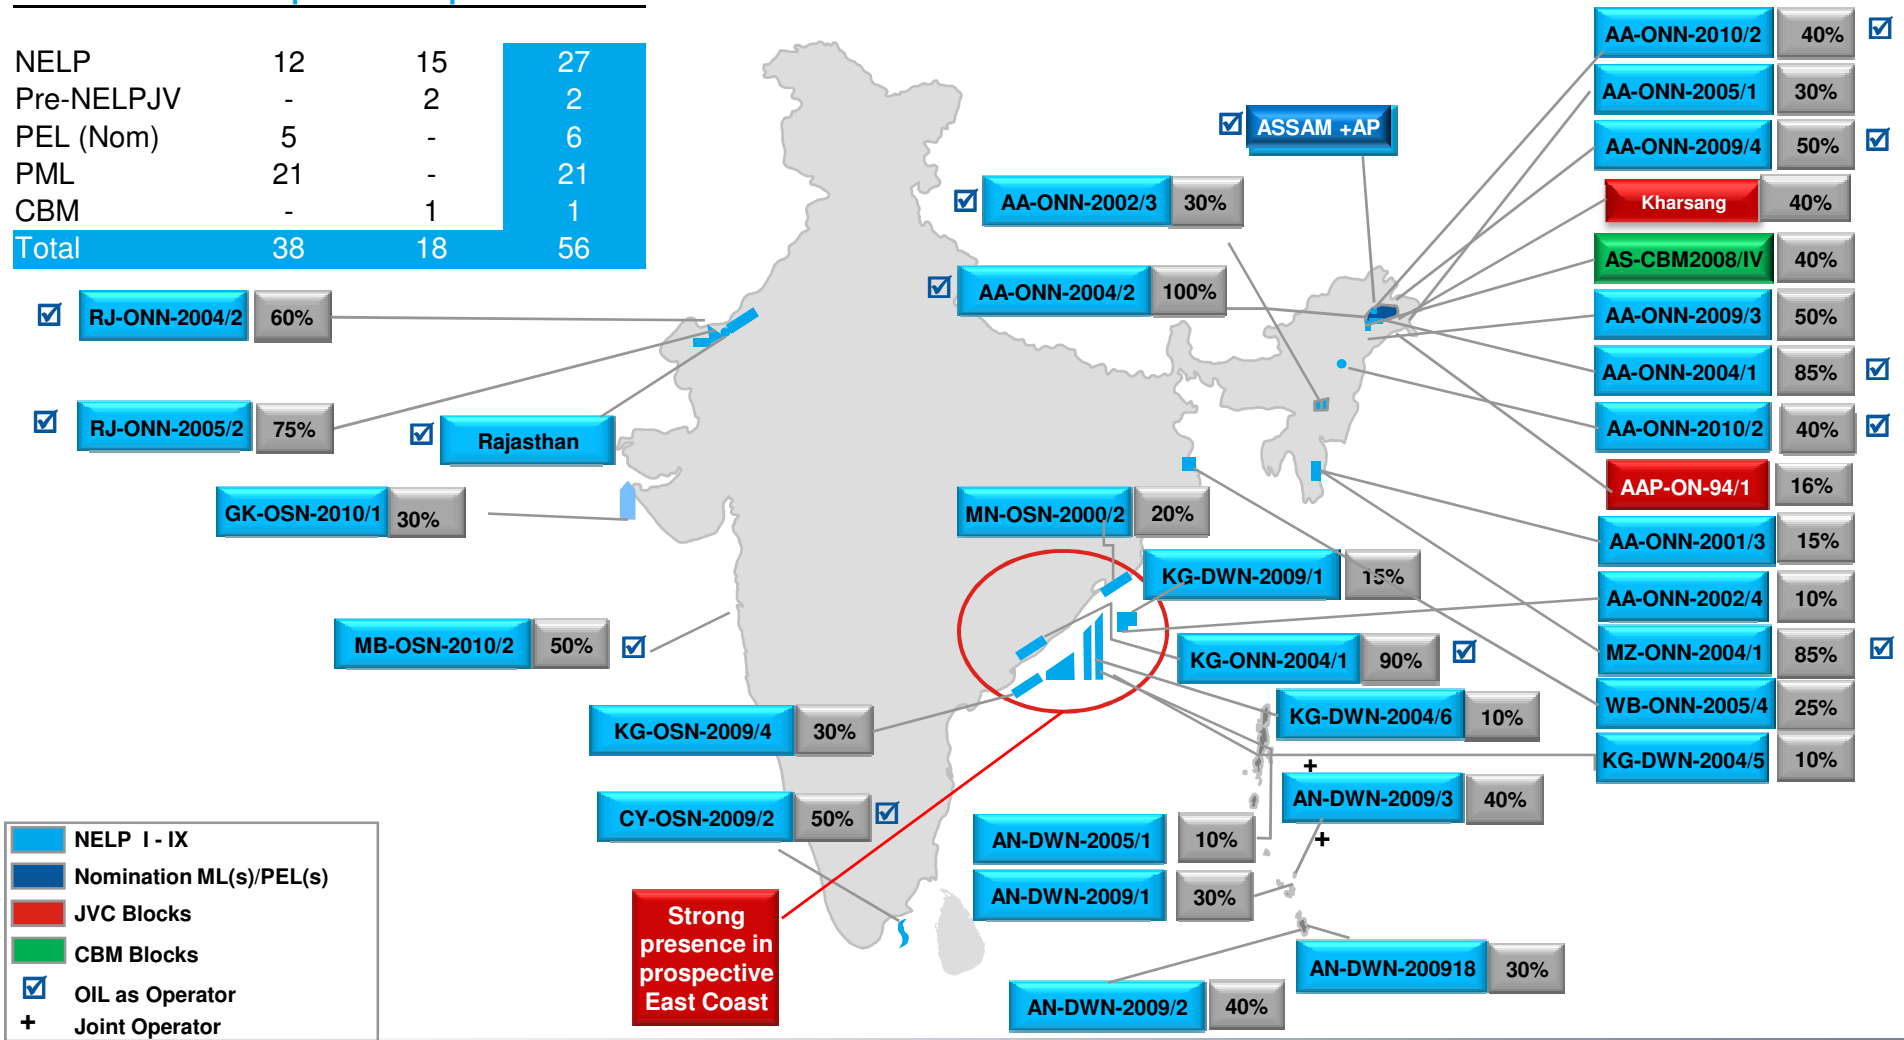 NELP 12 15 27
Pre-NELPJV - 2 2
PEL (Nom) 5 - 6
PML 21 - 21
CBM - 1 1
Total 38 18 56
AA-ONN-2010/2 40%
AA-ONN-2005/1 30%
AA-ONN-2009/4 50%
Kharsang 40%
AS-CBM2008/IV 40%
AA-ONN-2009/3 50%
AA-ONN-2004/1 85%
AA-ONN-2010/2 40%
AAP-ON-94/1 16%
AA-ONN-2001/3 15%
AA-ONN-2002/4 10%
MZ-ONN-2004/1 85%
WB-ONN-2005/4 25%
KG-DWN-2004/5 10%
ASSAM +AP
AA-ONN-2002/3 30%
AA-ONN-2004/2 100%
RJ-ONN-2004/2 60%
RJ-ONN-2005/2 75%
Rajasthan
GK-OSN-2010/1 30%
MN-OSN-2000/2 20%
KG-DWN-2009/1 15%
MB-OSN-2010/2 50%
KG-ONN-2004/1 90%
KG-DWN-2004/6 10%
KG-OSN-2009/4 30%
+
AN-DWN-2009/3 40%
+
CY-OSN-2009/2 50%
AN-DWN-2005/1 10%
AN-DWN-2009/1 30%
Strong
presence in
prospective
East Coast
AN-DWN-200918 30%
AN-DWN-2009/2 40%
NELP I - IX
Nomination ML(s)/PEL(s)
JVC Blocks
CBM Blocks
OIL as Operator
+ Joint Operator